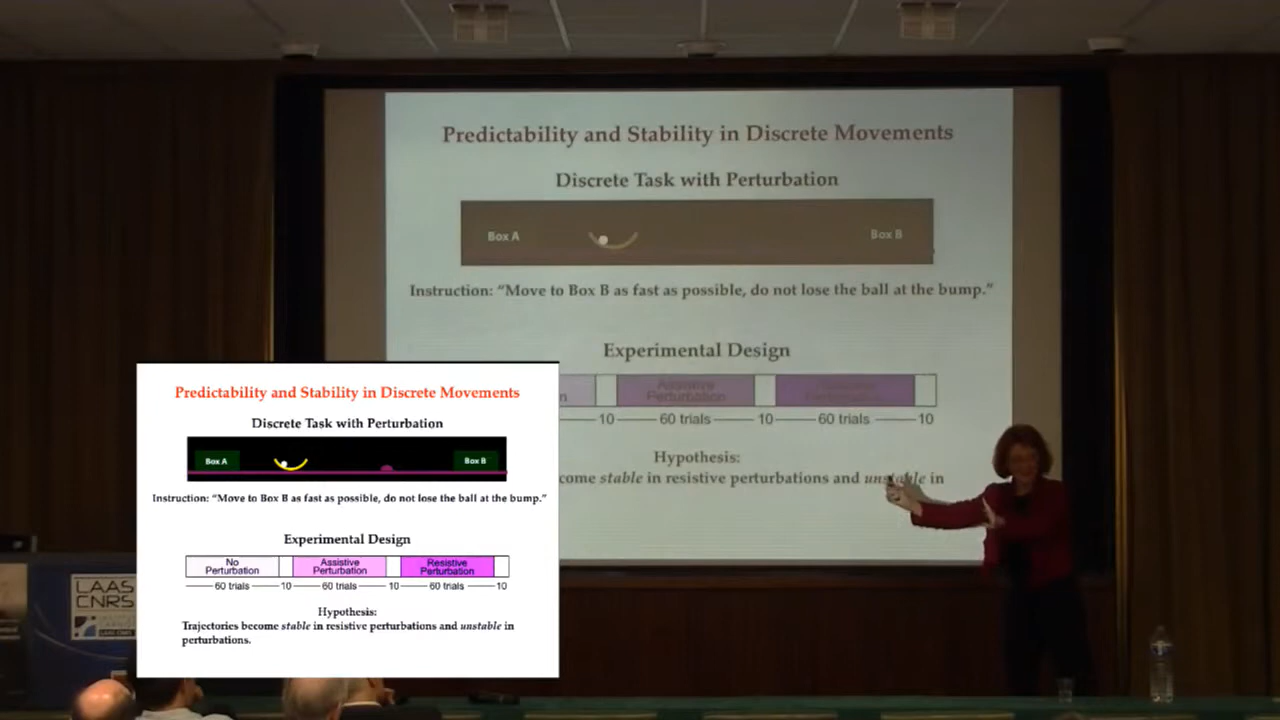 Predictability and Stability in Discrete Movements
Discrete Task with Perturbation
Box A
Box B
Instruction: “Move to Box B as fast as possible, do not lose the ball at the bump.”
Experimental Design
n
Assistive
Perturbation
Perturbation
10
60 trials
10
60 trials
10
Hypothesis:
come stable in resistive perturbations and unstable in
Predictability and Stability in Discrete Movements
Discrete Task with Perturbation
Box A
Box B
Instruction: “Move to Box B as fast as possible, do not lose the ball at the bump.”
Experimental Design
No
Perturbation
Assistive
Perturbation
Resistive
Perturbation
60 trials
10
60 trials
10
60 trials
10
Hypothesis:
Trajectories become stable in resistive perturbations and unstable in
perturbations.
LAAS
CNRS
LAAS-CNRS